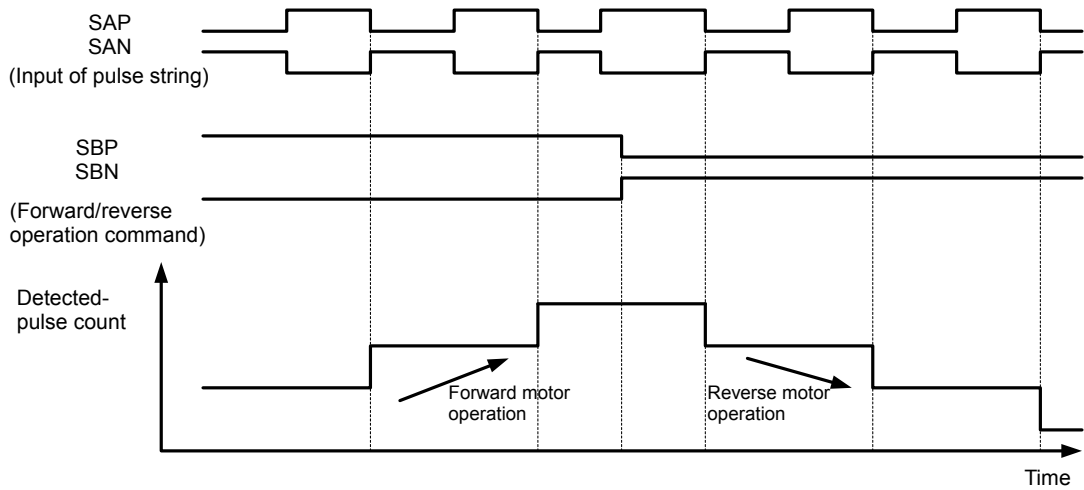 SAP
SAN
(Input of pulse string)
SBP
SBN
(Forward/reverse
operation command)
Detected-
pulse count
Forward motor
operation
Reverse motor
operation
Time